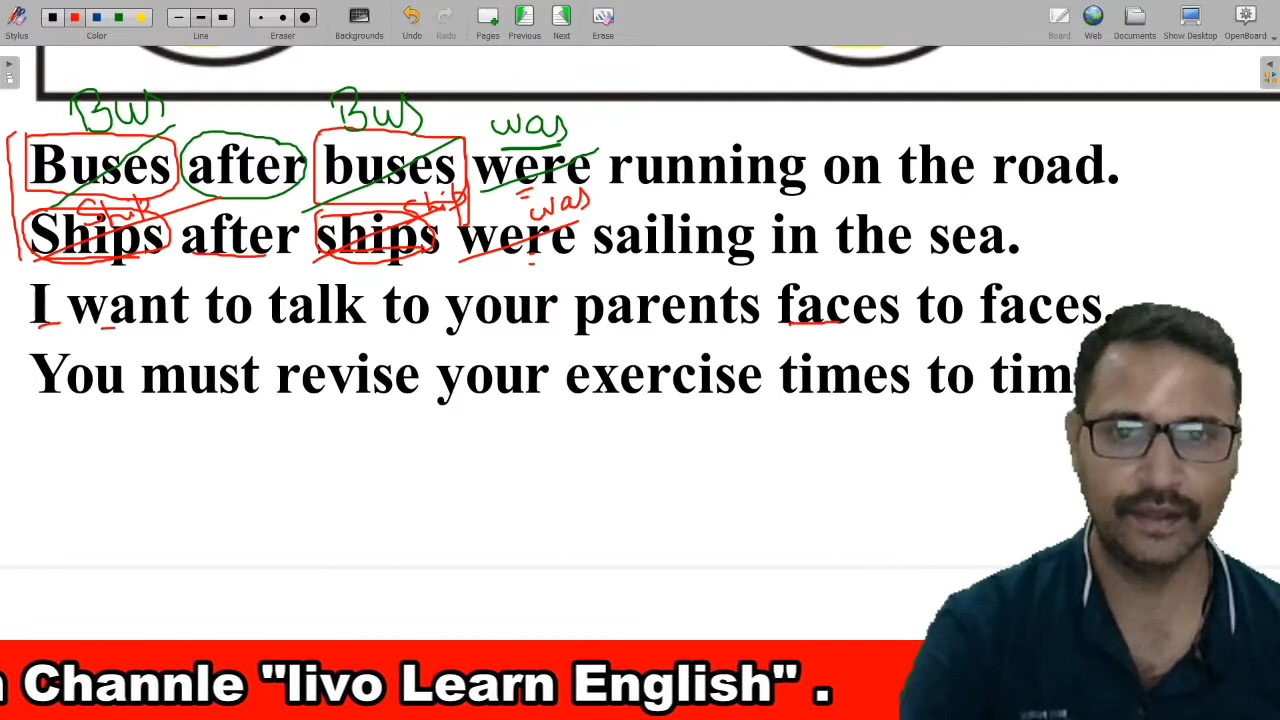 Stylus Color Line Eraser Backgrounds Undo Redo Pages Previous Next Erase Board Web Documents Show Desktop OpenBoard
Bus Bus was
Buses after buses were running on the road.
Ship ship was
Ships after ships were sailing in the sea.
I want to talk to your parents faces to faces.
You must revise your exercise times to tim
Channle "livo Learn English" .